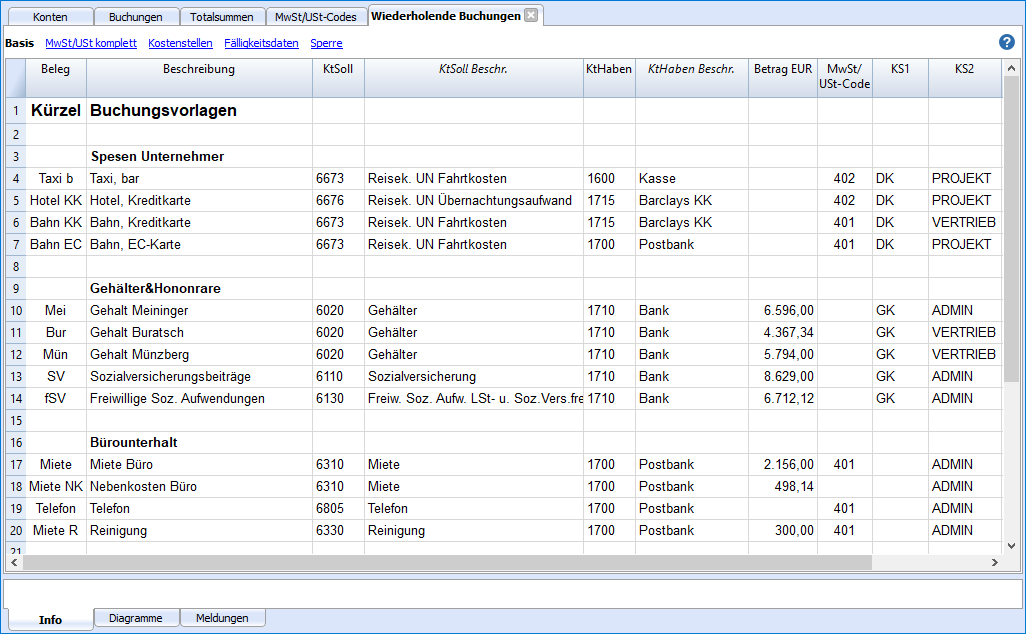 Konten Buchungen Totalsummen MwSt/USt-Codes Wiederholende Buchungen
Basis MwSt/USt komplett Kostenstellen Fälligkeitsdaten Sperre ?
Beleg Beschreibung KtSoll KtSoll Beschr. KtHaben KtHaben Beschr. Betrag EUR MwSt/ USt-Code KS1 KS2
1 Kürzel Buchungsvorlagen
2
3 Spesen Unternehmer
4 Taxi b Taxi, bar 6673 Reisek. UN Fahrtkosten 1600 Kasse 402 DK PROJEKT
5 Hotel KK Hotel, Kreditkarte 6676 Reisek. UN Übernachtungsaufwand 1715 Barclays KK 402 DK PROJEKT
6 Bahn KK Bahn, Kreditkarte 6673 Reisek. UN Fahrtkosten 1715 Barclays KK 401 DK VERTRIEB
7 Bahn EC Bahn, EC-Karte 6673 Reisek. UN Fahrtkosten 1700 Postbank 401 DK PROJEKT
8
9 Gehälter&Hononrare
10 Mei Gehalt Meininger 6020 Gehälter 1710 Bank 6.596,00 GK ADMIN
11 Bur Gehalt Buratsch 6020 Gehälter 1710 Bank 4.367,34 GK VERTRIEB
12 Mün Gehalt Münzberg 6020 Gehälter 1710 Bank 5.794,00 GK VERTRIEB
13 SV Sozialversicherungsbeiträge 6110 Sozialversicherung 1710 Bank 8.629,00 GK ADMIN
14 fSV Freiwillige Soz. Aufwendungen 6130 Freiw. Soz. Aufw. LSt- u. Soz.Vers.fre 1710 Bank 6.712,12 GK ADMIN
15
16 Bürounterhalt
17 Miete Miete Büro 6310 Miete 1700 Postbank 2.156,00 401 ADMIN
18 Miete NK Nebenkosten Büro 6310 Miete 1700 Postbank 498,14 ADMIN
19 Telefon Telefon 6805 Telefon 1700 Postbank 401 ADMIN
20 Miete R Reinigung 6330 Reinigung 1700 Postbank 300,00 401 ADMIN
21
Info Diagramme Meldungen